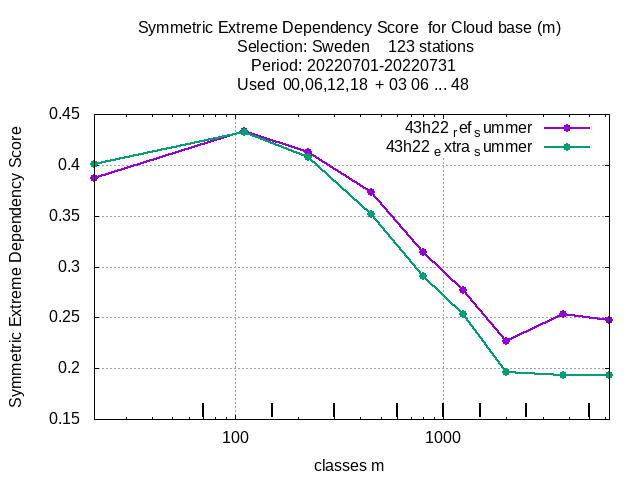 Symmetric Extreme Dependency Score  for Cloud base (m)
Selection: Sweden    123 stations
Period: 20220701-20220731
Used  00,06,12,18  + 03 06 ... 48
43h22 ref summer
43h22 extra summer
Symmetric Extreme Dependency Score
0.45
0.4
0.35
0.3
0.25
0.2
0.15
100
1000
classes m